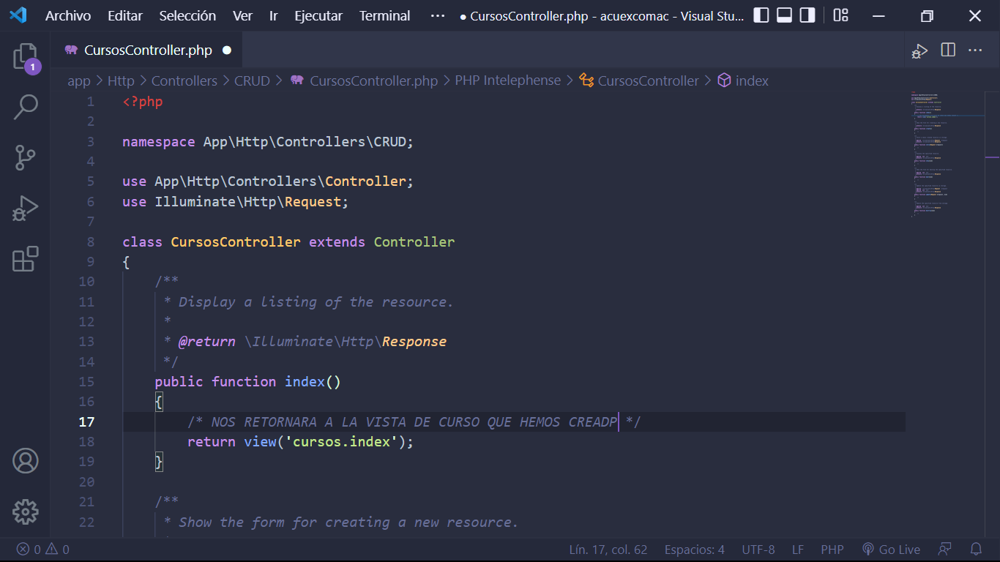 Archivo Editar Selección Ver Ir Ejecutar Terminal ··· ● CursosController.php - acuexcomac - Visual Stu...
CursosController.php ●
1
app > Http > Controllers > CRUD > CursosController.php > PHP Intelephense > CursosController > index
1 <?php
2
3 namespace App\Http\Controllers\CRUD;
4
5 use App\Http\Controllers\Controller;
6 use Illuminate\Http\Request;
7
8 class CursosController extends Controller
9 {
10 /**
11 * Display a listing of the resource.
12 *
13 * @return \Illuminate\Http\Response
14 */
15 public function index()
16 {
17 /* NOS RETORNARA A LA VISTA DE CURSO QUE HEMOS CREADP */
18 return view('cursos.index');
19 }
20
21 /**
22 * Show the form for creating a new resource.
0 0 Lín. 17, col. 62 Espacios: 4 UTF-8 LF PHP Go Live